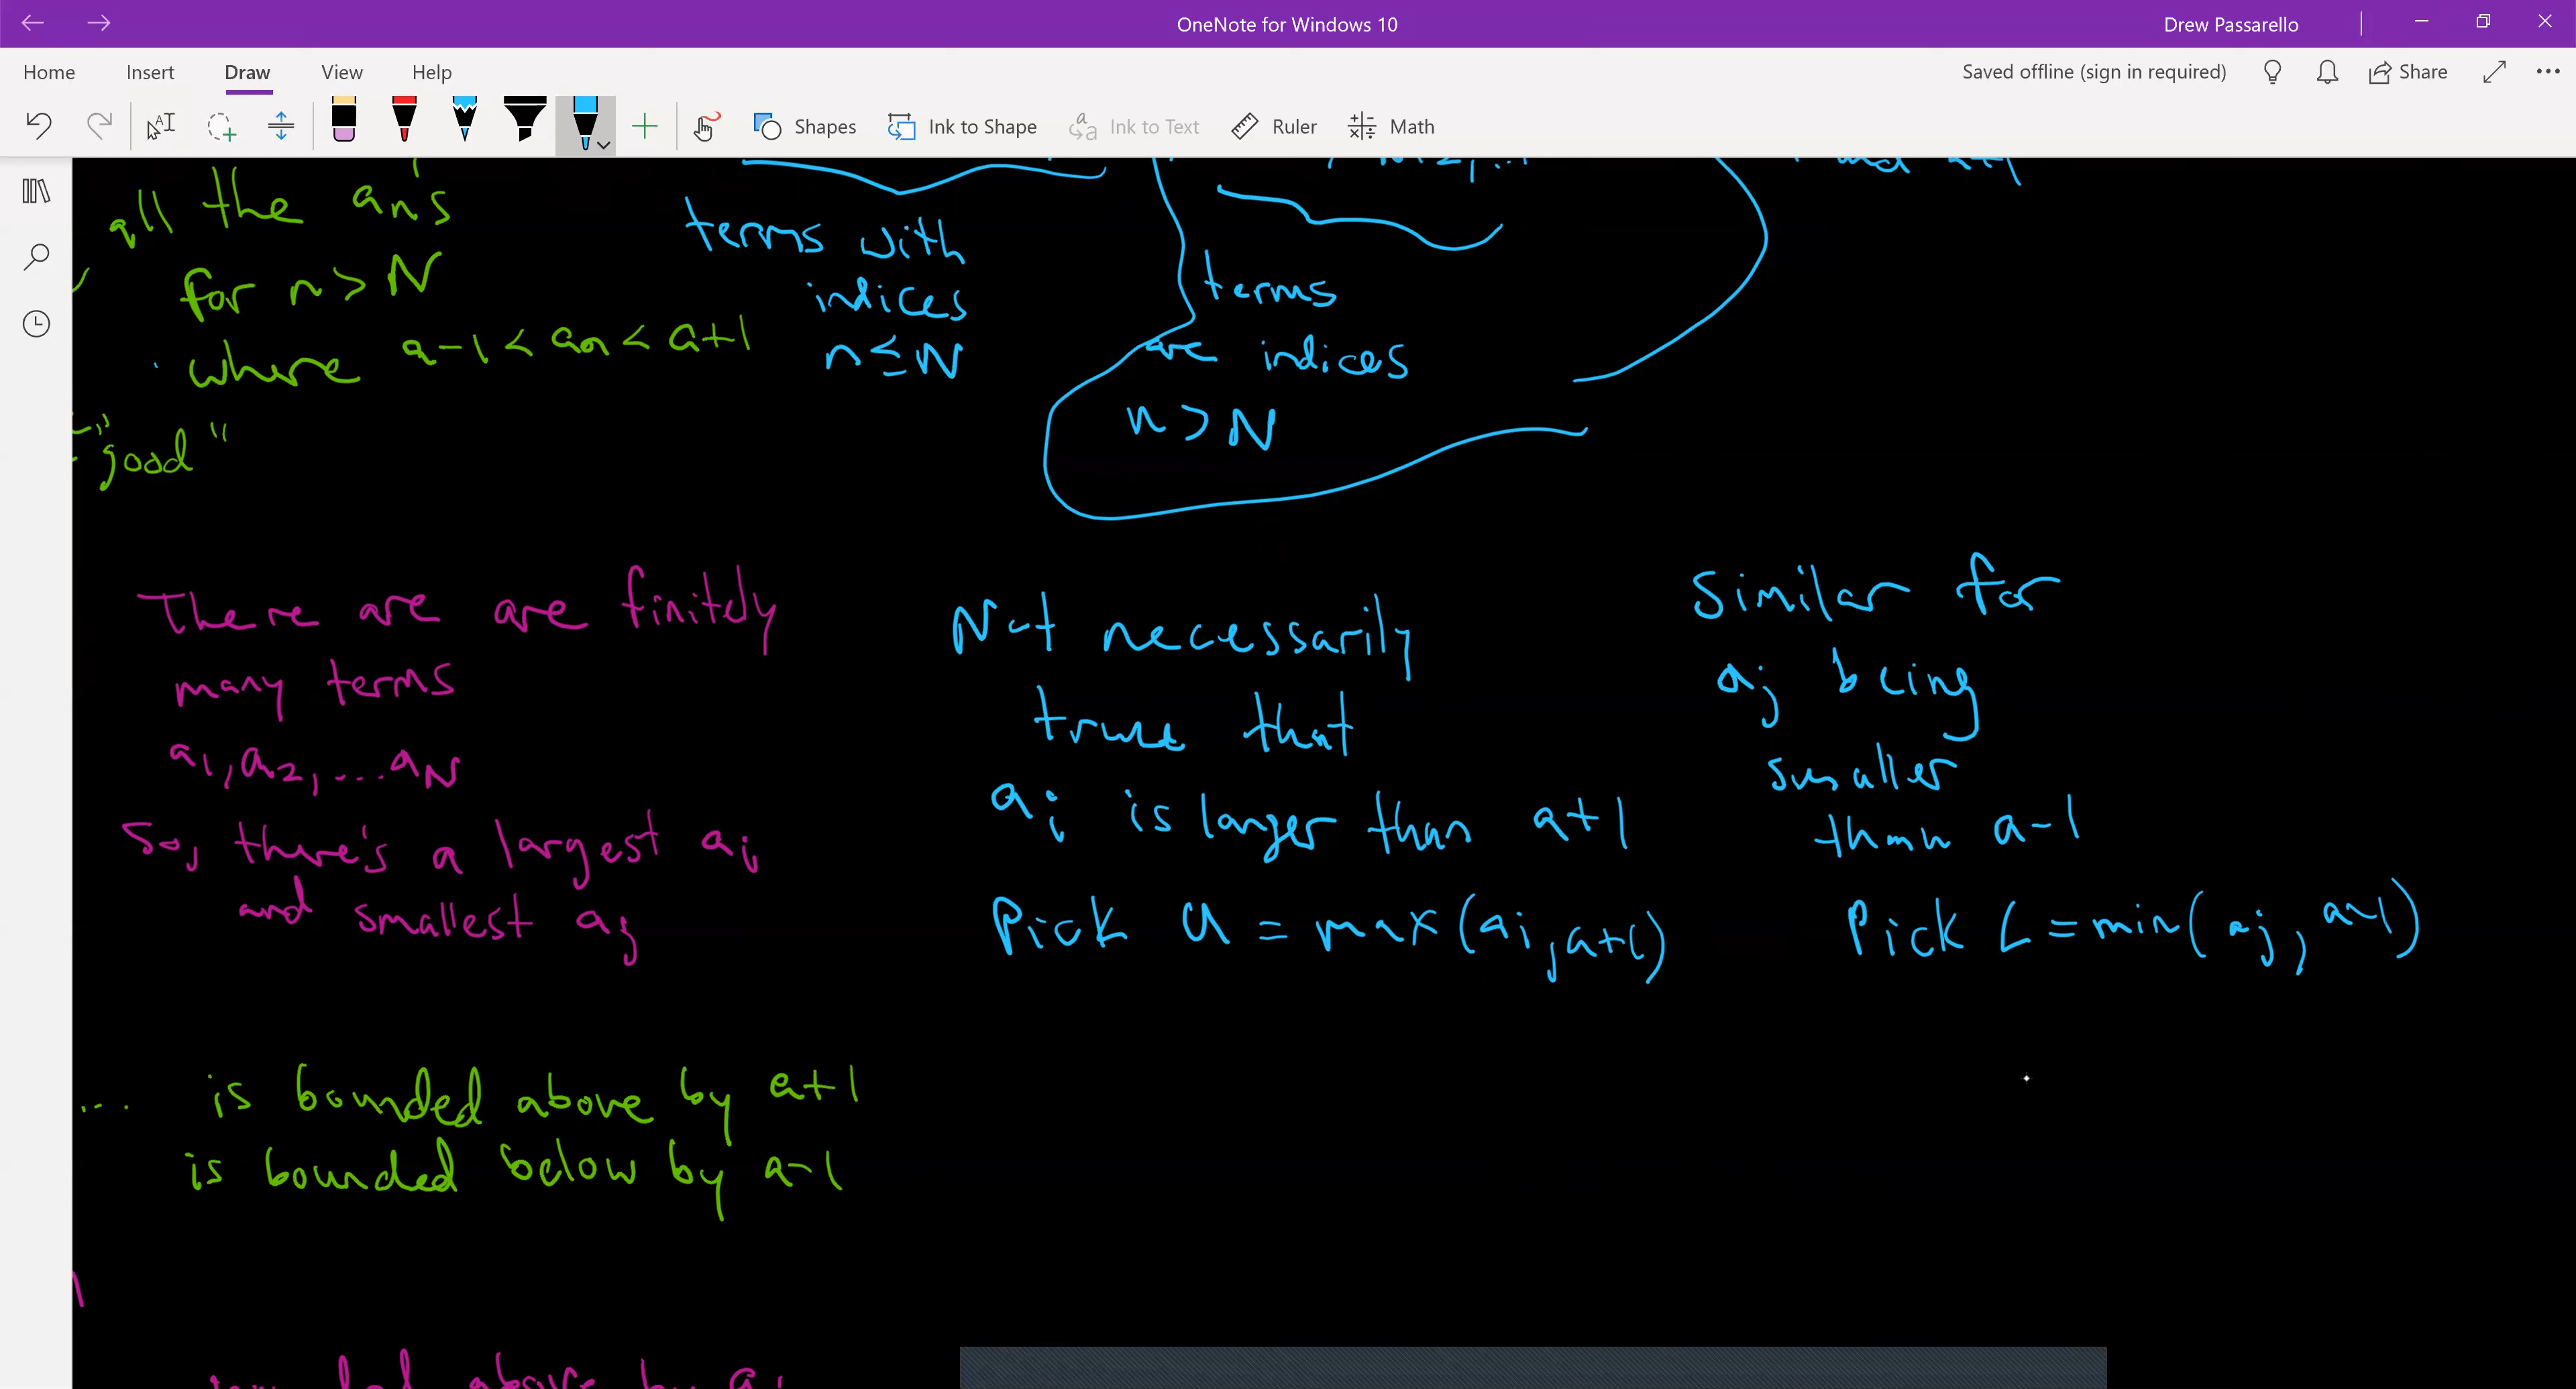 OneNote for Windows 10
Drew Passarello
Home Insert Draw View Help
Saved offline (sign in required)
Share
Shapes Ink to Shape Ink to Text Ruler Math
all the an's
for n > N
where a-1 < an < a+1
good"
terms with
indices
n ≤ N
terms
are indices
n > N
There are are finitely
many terms
a1, a2, ... aN
So, there's a largest ai
and smallest aj
Not necessarily
true that
ai is larger than a+1
Pick U = max(ai, a+1)
Similar for
aj being
smaller
than a-1
Pick L = min(aj, a-1)
... is bounded above by a+1
is bounded below by a-1
above by